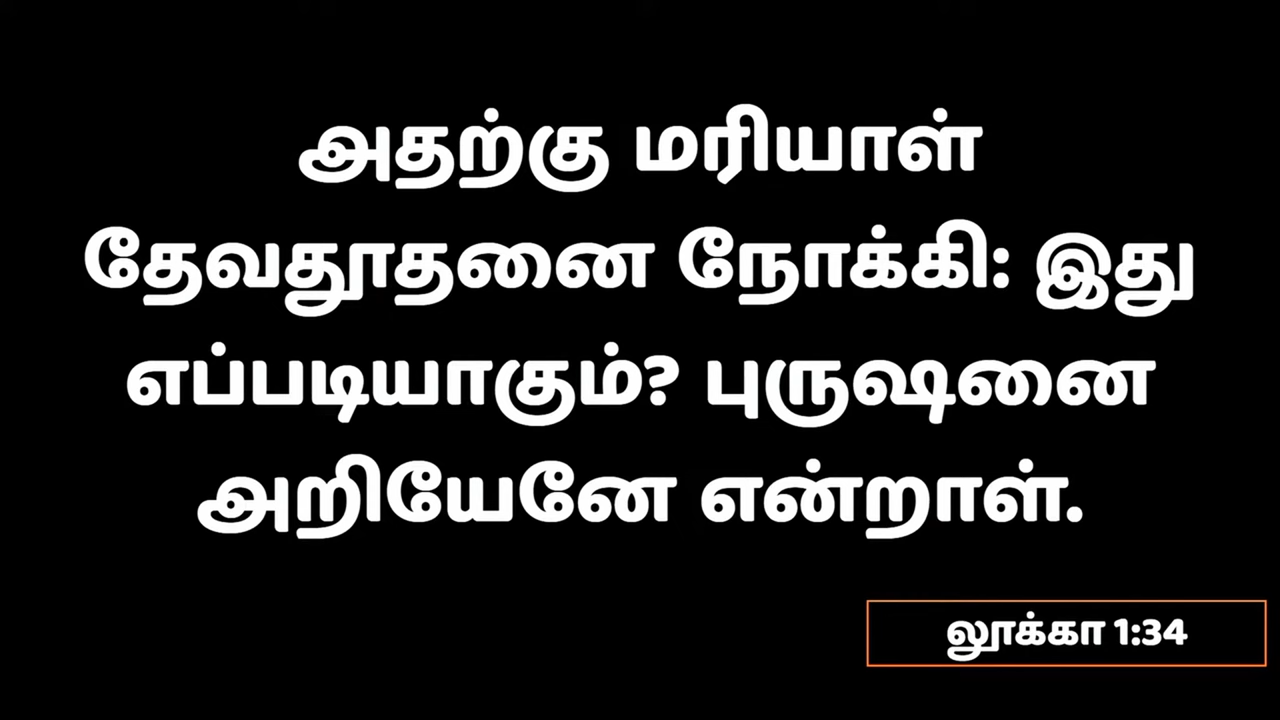 அதற்கு மரியாள்
தேவதூதனை நோக்கி: இது
எப்படியாகும்? புருஷனை
அறியேனே என்றாள்.
லூக்கா 1:34